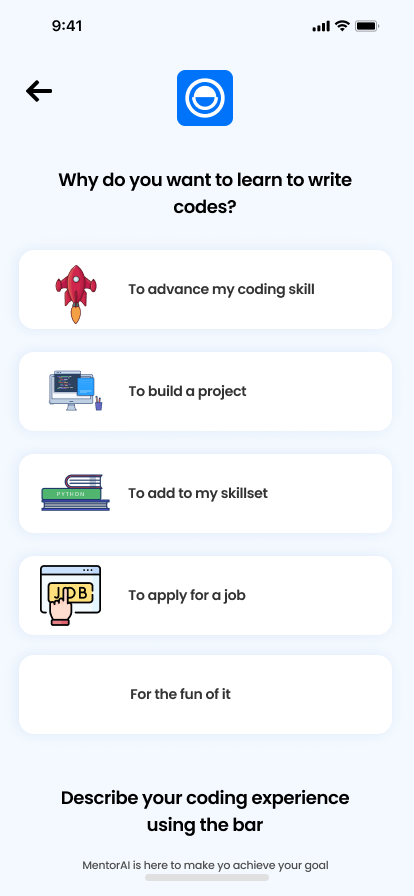 9:41
Why do you want to learn to write
codes?
To advance my coding skill
To build a project
PYTHON
To add to my skillset
JOB
To apply for a job
For the fun of it
Describe your coding experience
using the bar
MentorAI is here to make yo achieve your goal